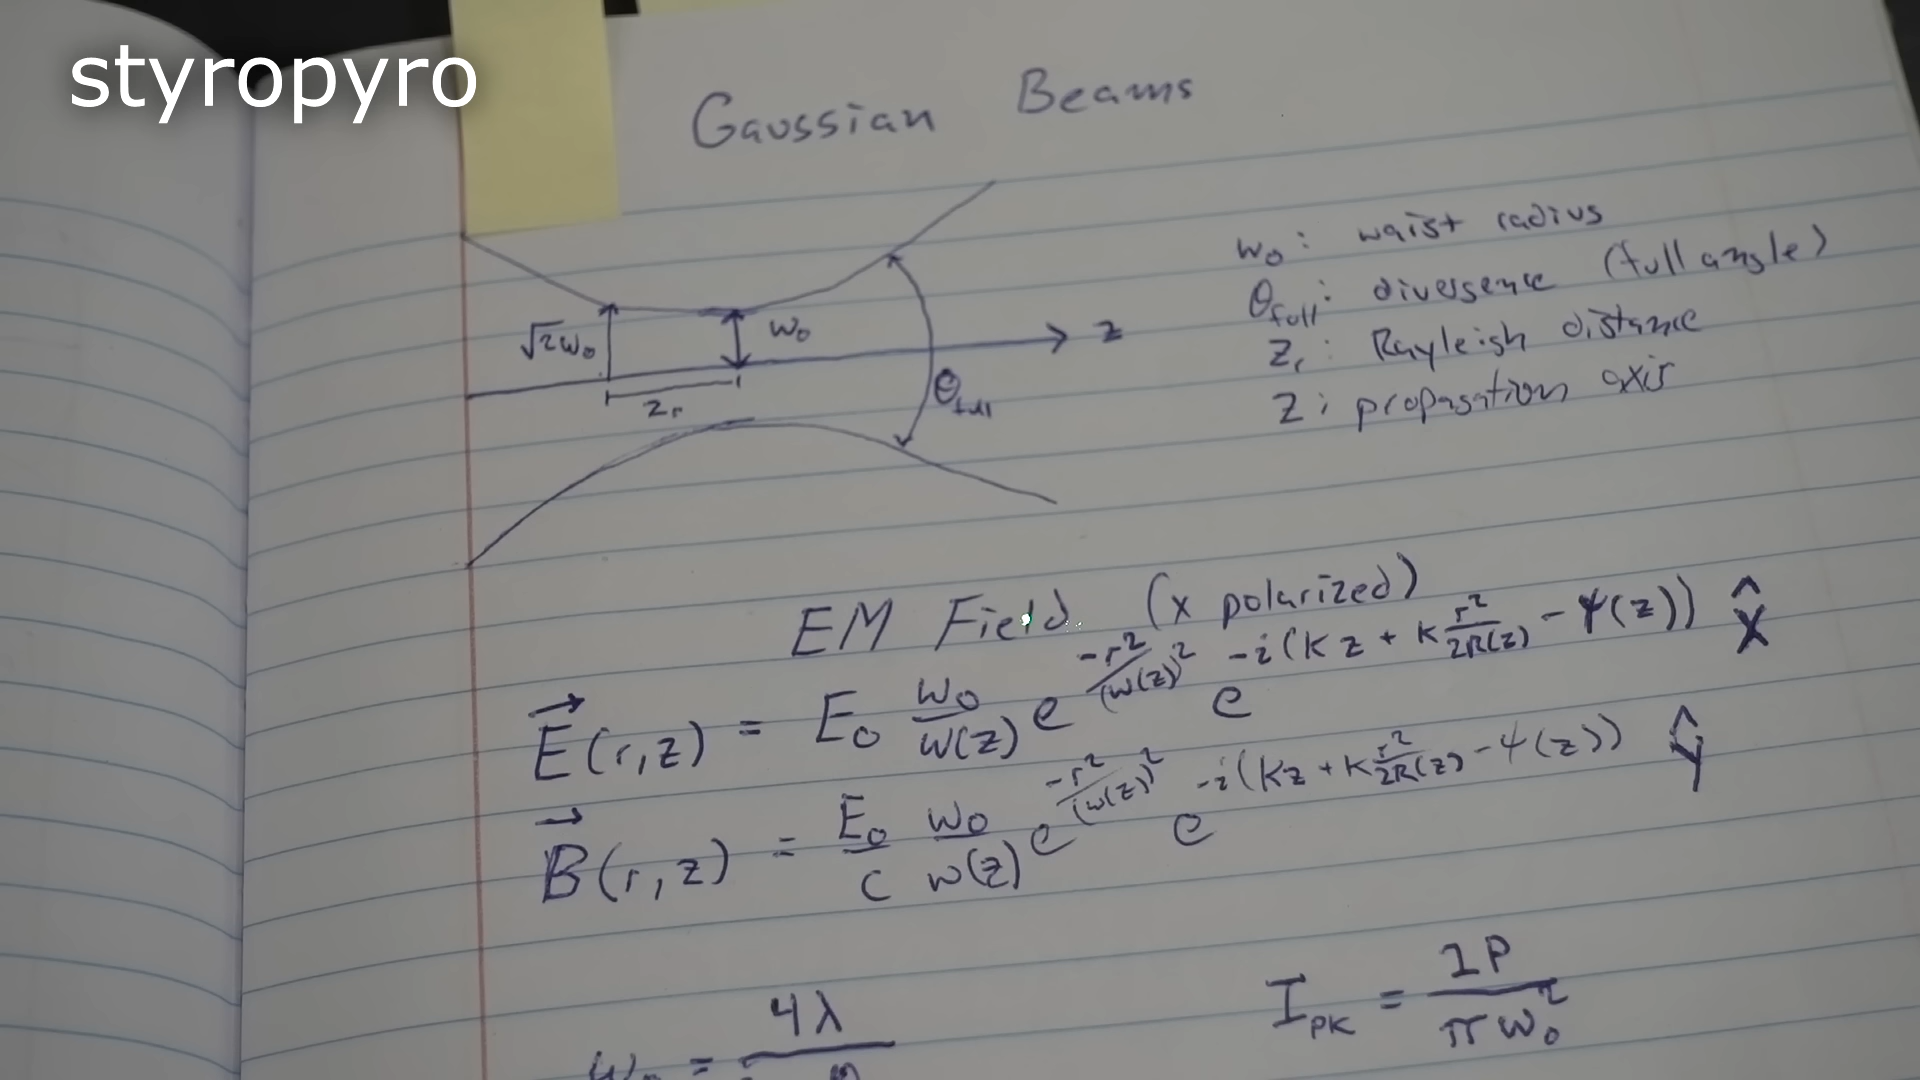 styropyro
Gaussian Beams
w₀ : waist radius
θfull : divergence (full angle)
zᵣ : Rayleigh distance
z : propagation axis
√2w₀
w₀
z
zᵣ
θfull
EM Field (x polarized)
E⃗(r,z) = E₀ w₀/w(z) e^(-r²/(w(z))²) e^(-i(kz + k r²/2R(z) - ψ(z))) x̂
B⃗(r,z) = E₀/c w₀/w(z) e^(-r²/(w(z))²) e^(-i(kz + k r²/2R(z) - ψ(z))) ŷ
I_PK = 2P/πw₀²
w₀ = 4λ